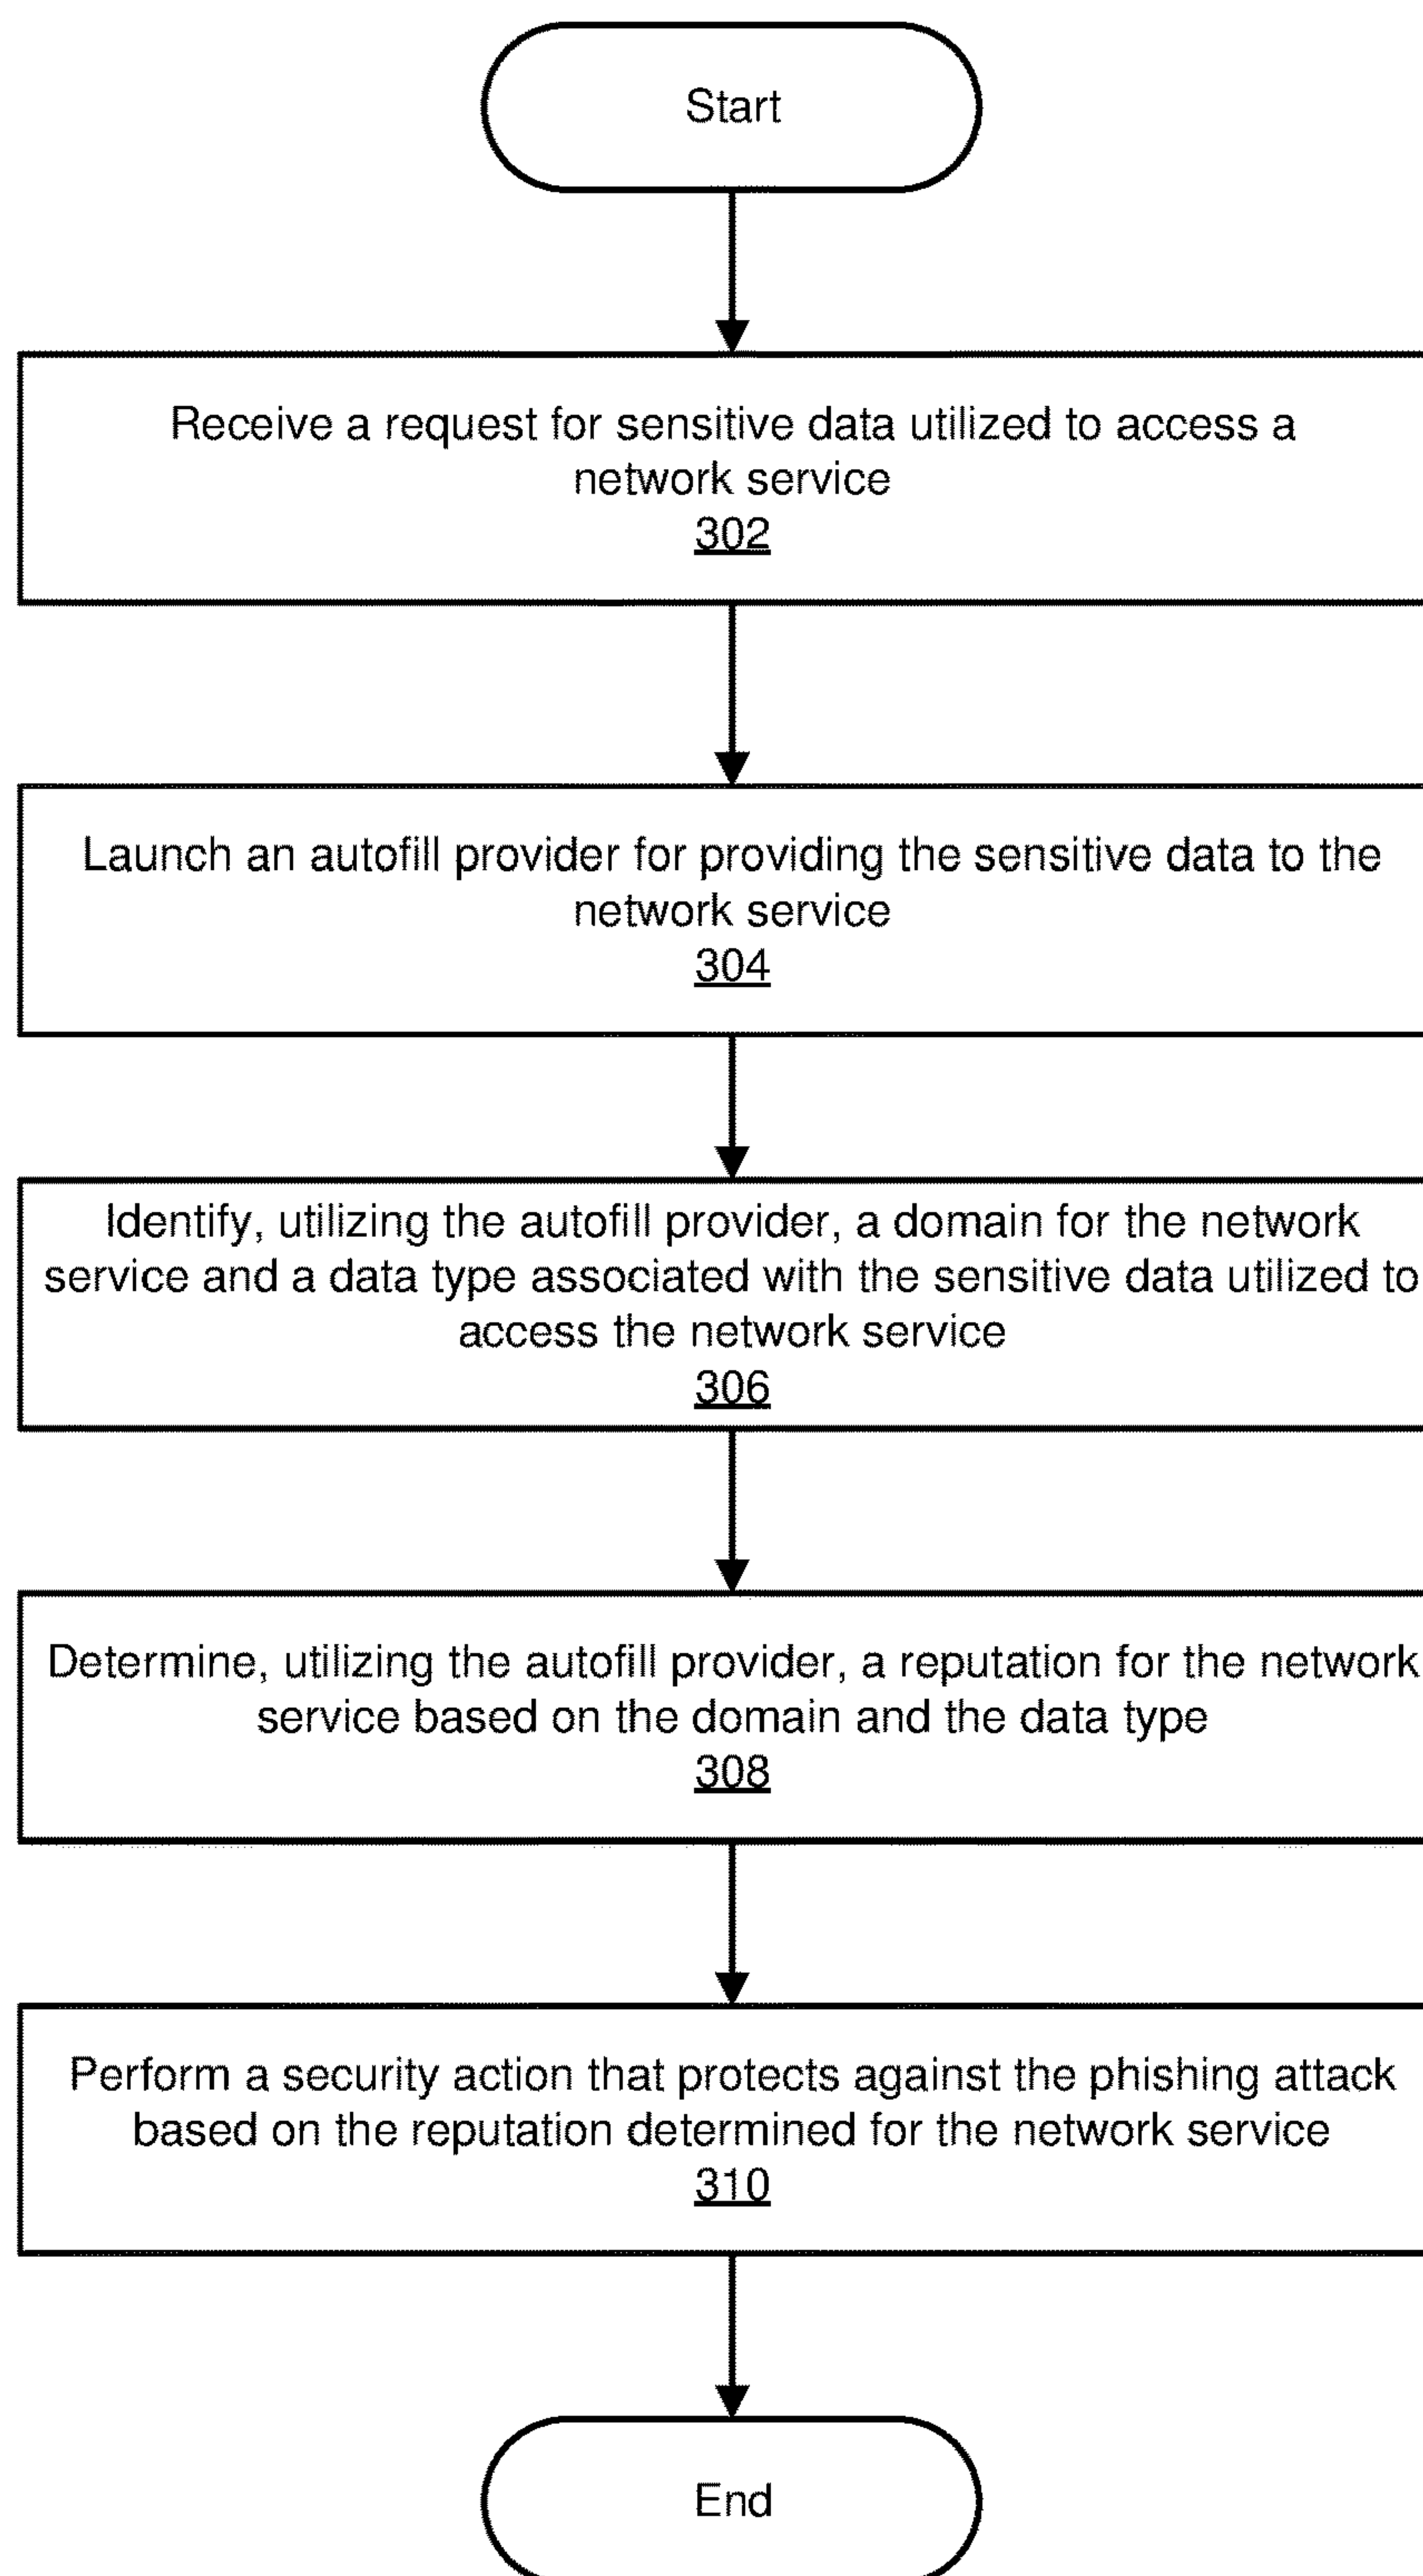 Start
Receive a request for sensitive data utilized to access a
network service
302
Launch an autofill provider for providing the sensitive data to the
network service
304
Identify, utilizing the autofill provider, a domain for the network
service and a data type associated with the sensitive data utilized to
access the network service
306
Determine, utilizing the autofill provider, a reputation for the network
service based on the domain and the data type
308
Perform a security action that protects against the phishing attack
based on the reputation determined for the network service
310
End